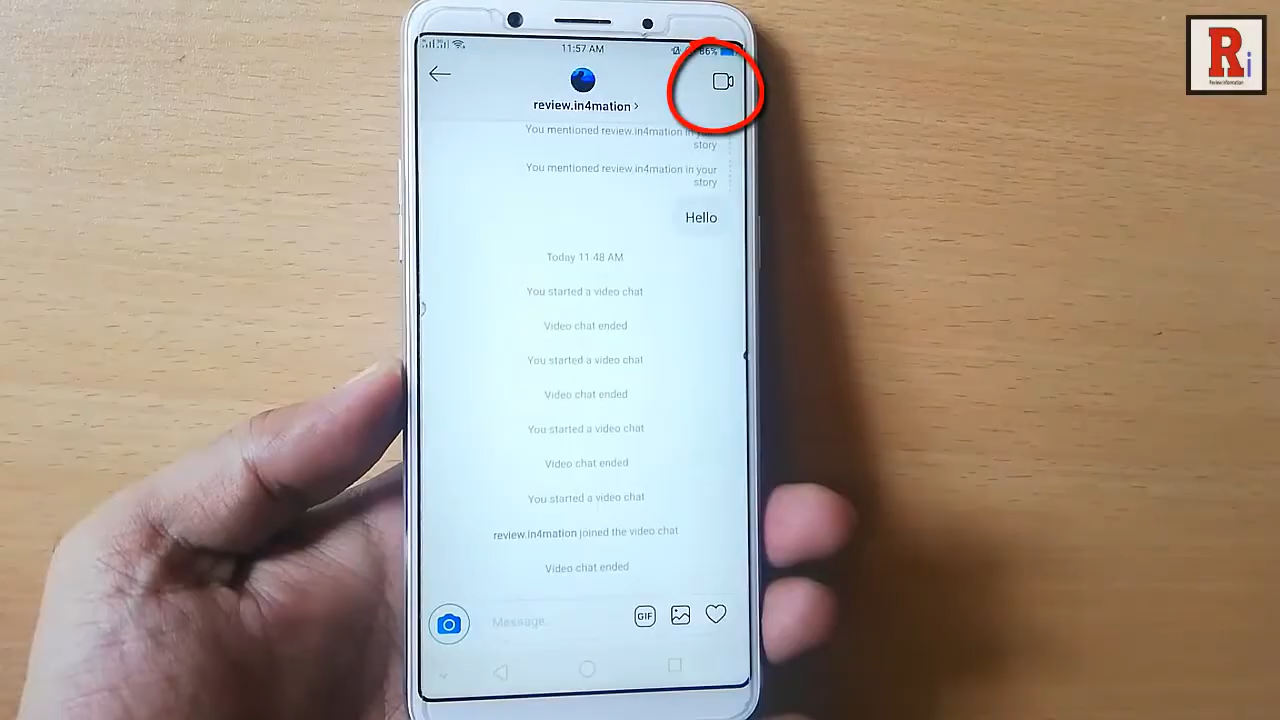 11:57 AM
86%
review.in4mation >
You mentioned review.in4mation in your
story
You mentioned review.in4mation in your
story
Hello
Today 11:48 AM
You started a video chat
Video chat ended
You started a video chat
Video chat ended
You started a video chat
Video chat ended
You started a video chat
review.in4mation joined the video chat
Video chat ended
Message...
GIF
Ri
Review Information